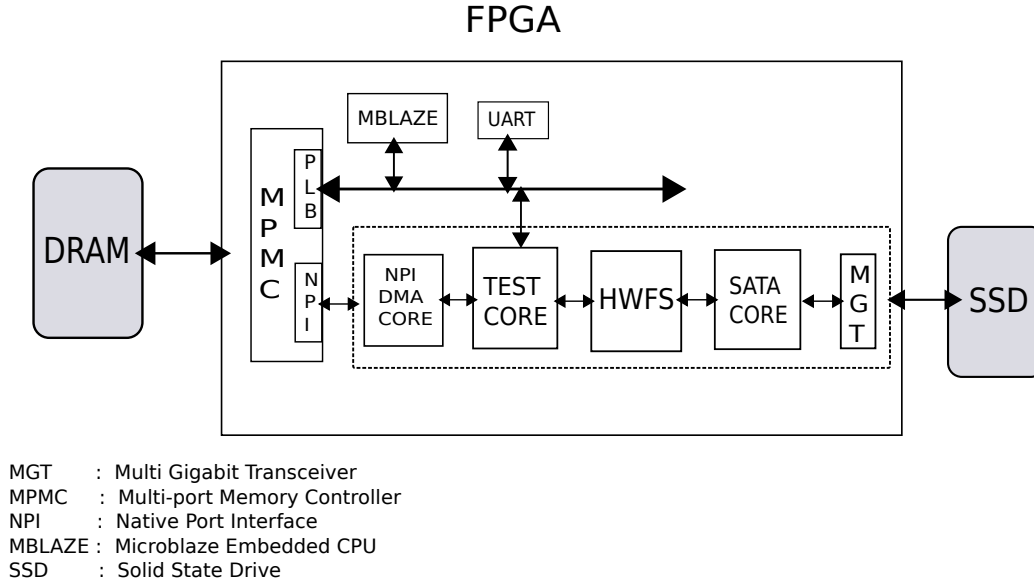 FPGA
MBLAZE
UART
P
L
B
M
P
M
C
N
P
I
DRAM
NPI
DMA
CORE
TEST
CORE
HWFS
SATA
CORE
M
G
T
SSD
MGT : Multi Gigabit Transceiver
MPMC : Multi-port Memory Controller
NPI : Native Port Interface
MBLAZE : Microblaze Embedded CPU
SSD : Solid State Drive